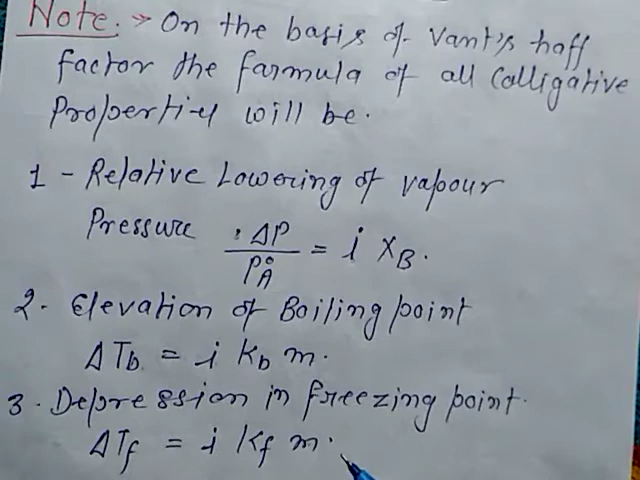 Note:→ On the basis of Vant's hoff
factor the farmula of all Colligative
Properties will be.
1 - Relative Lowering of vapour
Pressure ΔP/P°A = i XB.
2. Elevation of Boiling point
ΔTb = i Kb m.
3. Depression in freezing point.
ΔTf = i Kf m.